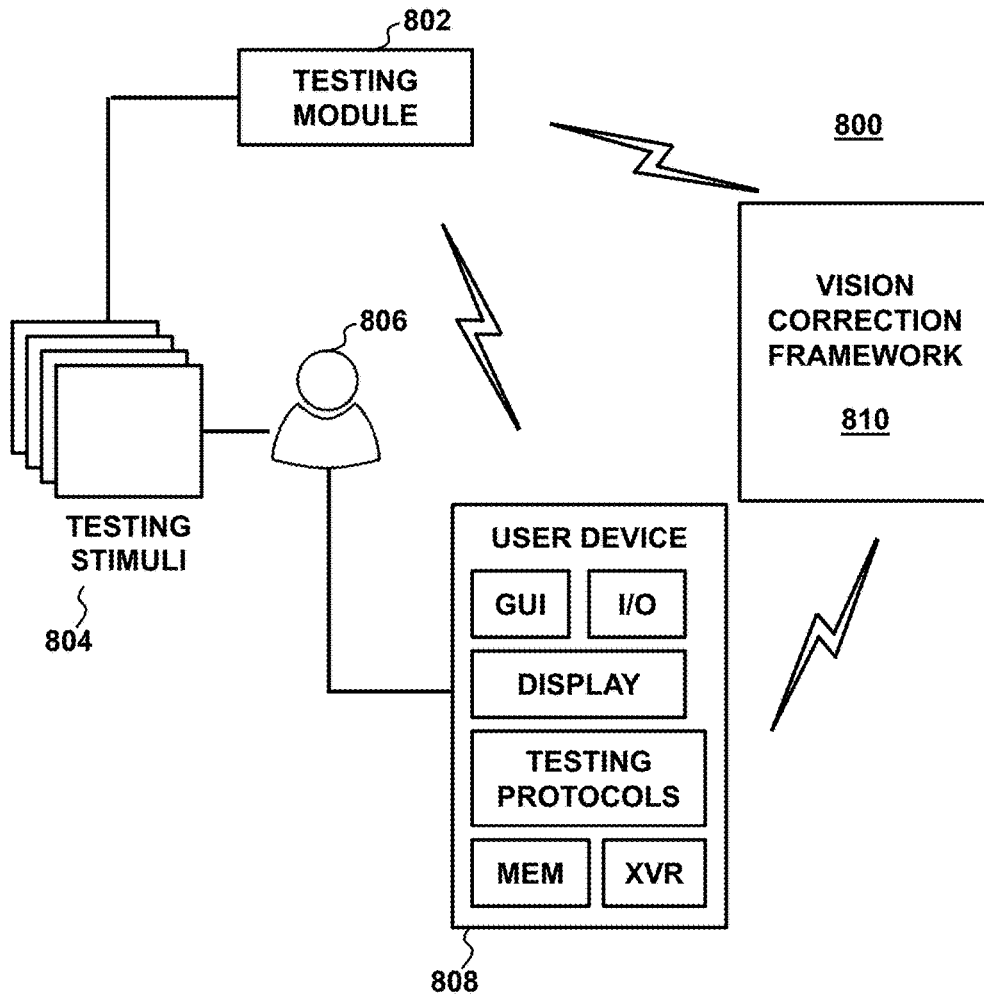 802
TESTING
MODULE
800
VISION
CORRECTION
FRAMEWORK
810
806
TESTING
STIMULI
804
USER DEVICE
GUI
I/O
DISPLAY
TESTING
PROTOCOLS
MEM
XVR
808